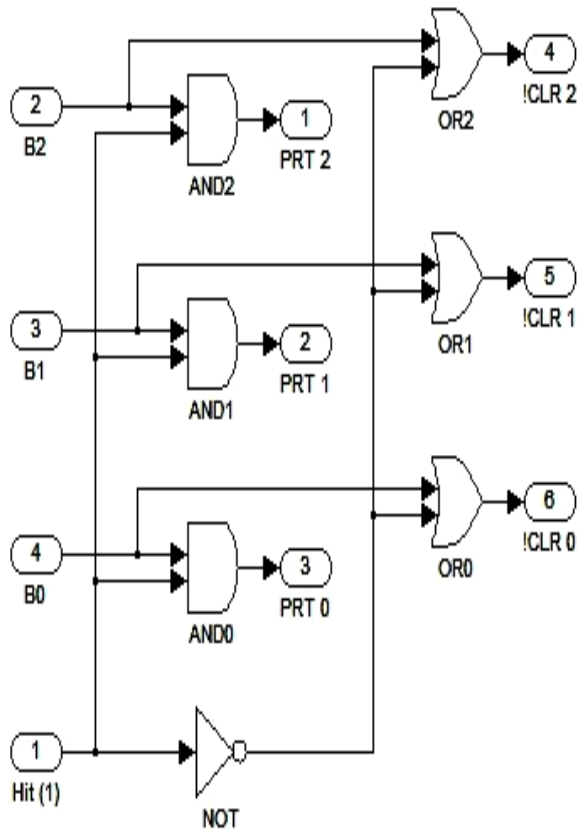 4
!CLR 2
OR2
2
B2
1
PRT 2
AND2
5
!CLR 1
OR1
3
B1
2
PRT 1
AND1
6
!CLR 0
OR0
4
B0
3
PRT 0
AND0
1
Hit (1)
NOT